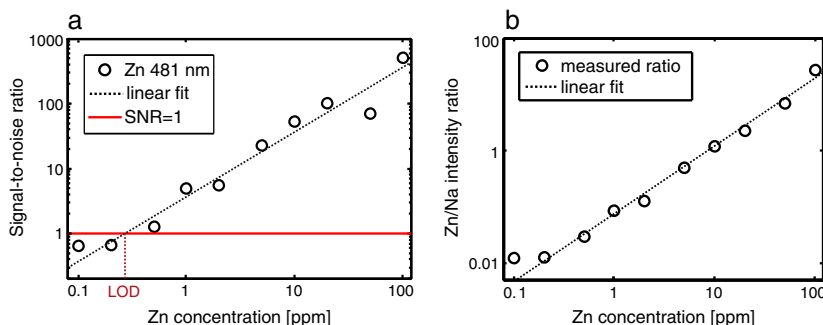 a
Signal-to-noise ratio
1000
100
10
1
Zn 481 nm
linear fit
SNR=1
0.1
LOD
1
10
100
Zn concentration [ppm]
b
Zn/Na intensity ratio
100
1
0.01
measured ratio
linear fit
0.1
1
10
100
Zn concentration [ppm]